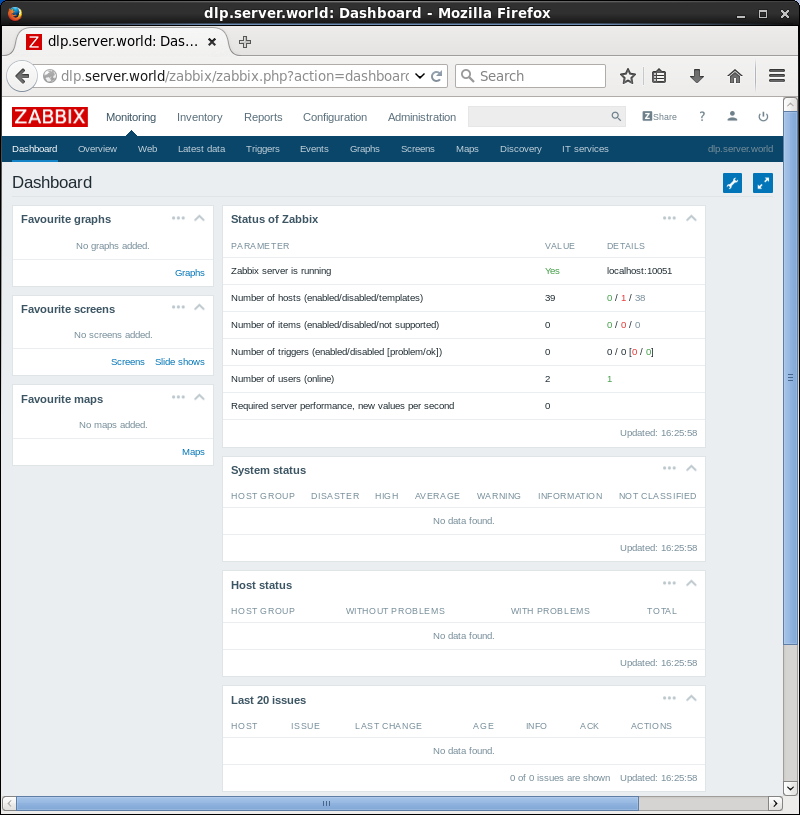 dlp.server.world: Dashboard - Mozilla Firefox
dlp.server.world: Das...
dlp.server.world/zabbix/zabbix.php?action=dashboard
Search
ZABBIX Monitoring Inventory Reports Configuration Administration
Z Share ?
Dashboard Overview Web Latest data Triggers Events Graphs Screens Maps Discovery IT services dlp.server.world
Dashboard
Favourite graphs
No graphs added.
Graphs
Favourite screens
No screens added.
Screens Slide shows
Favourite maps
No maps added.
Maps
Status of Zabbix
PARAMETER VALUE DETAILS
Zabbix server is running Yes localhost:10051
Number of hosts (enabled/disabled/templates) 39 0 / 1 / 38
Number of items (enabled/disabled/not supported) 0 0 / 0 / 0
Number of triggers (enabled/disabled [problem/ok]) 0 0 / 0 [0 / 0]
Number of users (online) 2 1
Required server performance, new values per second 0
Updated: 16:25:58
System status
HOST GROUP DISASTER HIGH AVERAGE WARNING INFORMATION NOT CLASSIFIED
No data found.
Updated: 16:25:58
Host status
HOST GROUP WITHOUT PROBLEMS WITH PROBLEMS TOTAL
No data found.
Updated: 16:25:58
Last 20 issues
HOST ISSUE LAST CHANGE AGE INFO ACK ACTIONS
No data found.
0 of 0 issues are shown Updated: 16:25:58